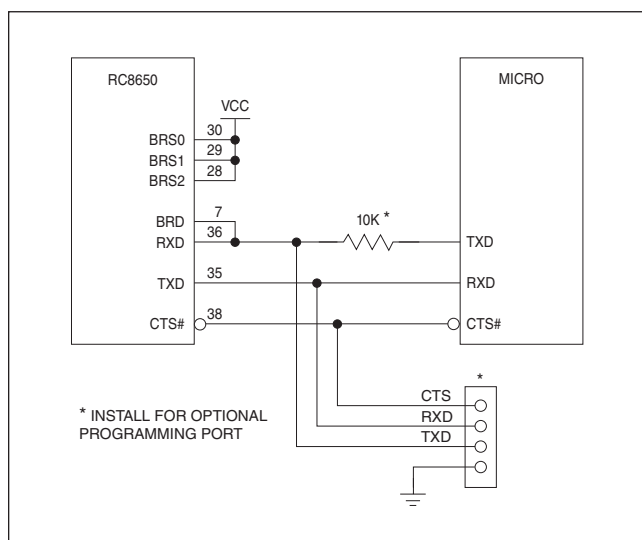 RC8650
MICRO
VCC
BRS0 30
BRS1 29
BRS2 28
BRD 7
RXD 36
10K *
TXD
TXD 35
RXD
CTS# 38
CTS#
*
CTS
RXD
TXD
* INSTALL FOR OPTIONAL
PROGRAMMING PORT